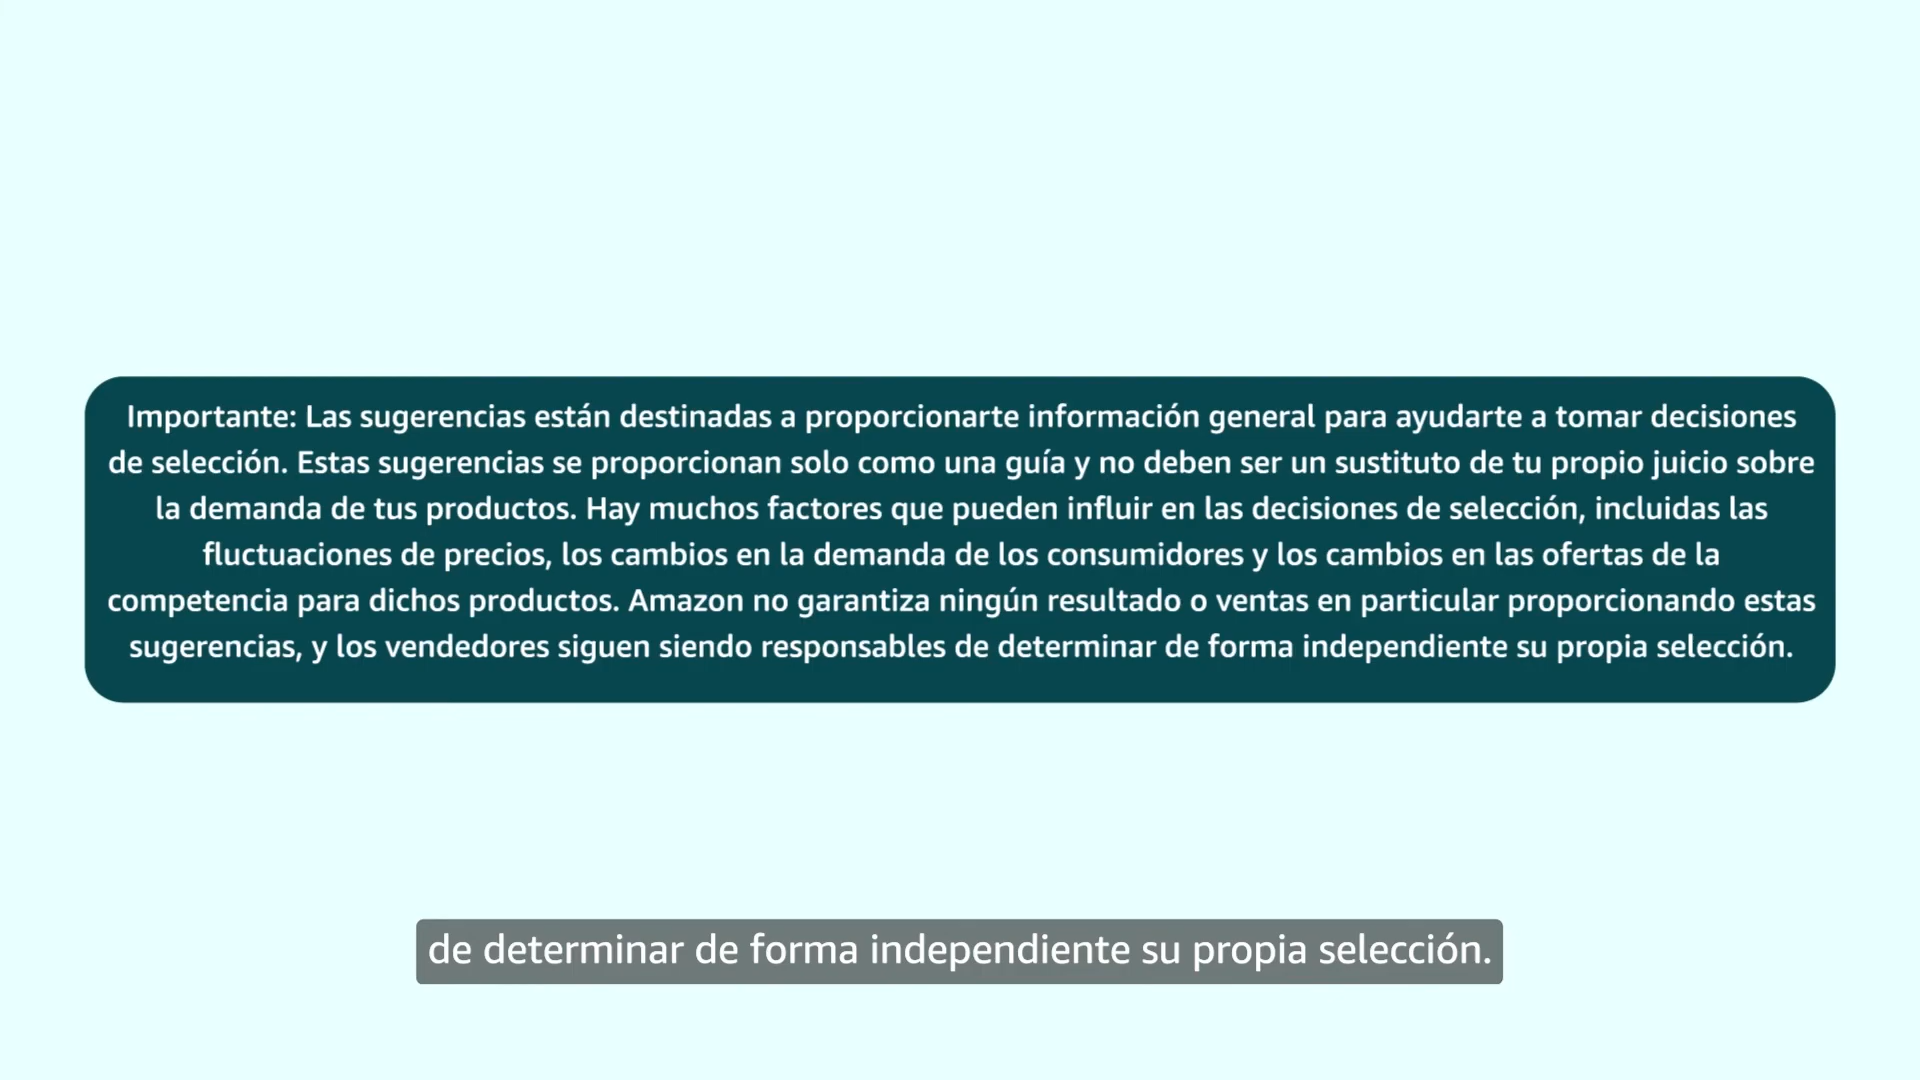 Importante: Las sugerencias están destinadas a proporcionarte información general para ayudarte a tomar decisiones
de selección. Estas sugerencias se proporcionan solo como una guía y no deben ser un sustituto de tu propio juicio sobre
la demanda de tus productos. Hay muchos factores que pueden influir en las decisiones de selección, incluidas las
fluctuaciones de precios, los cambios en la demanda de los consumidores y los cambios en las ofertas de la
competencia para dichos productos. Amazon no garantiza ningún resultado o ventas en particular proporcionando estas
sugerencias, y los vendedores siguen siendo responsables de determinar de forma independiente su propia selección.
de determinar de forma independiente su propia selección.